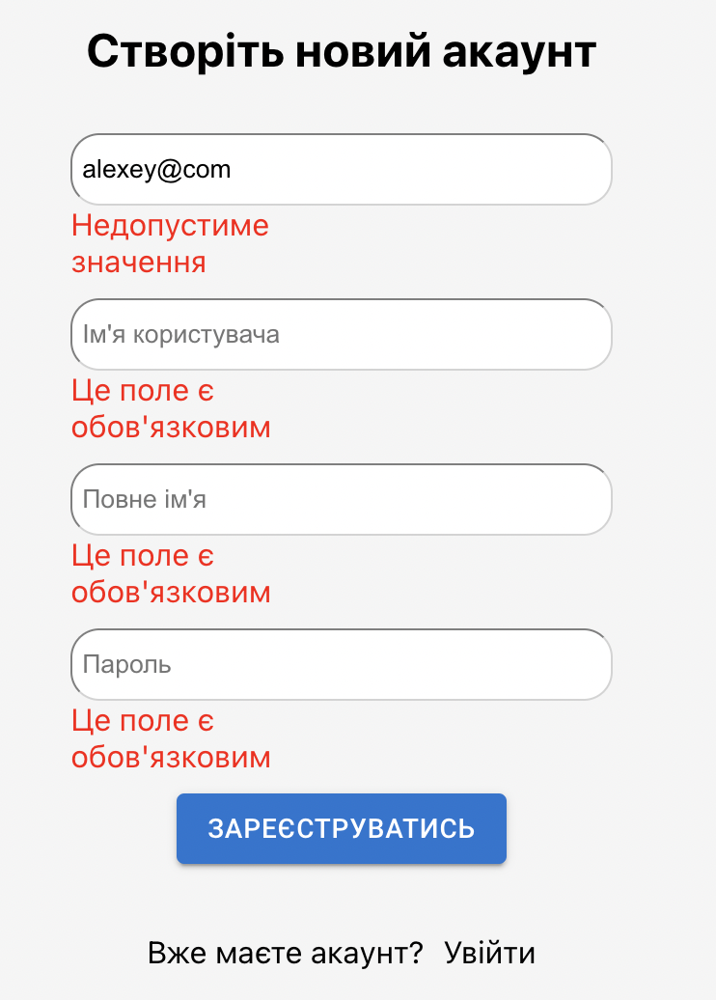 Створіть новий акаунт
alexey@com
Недопустиме
значення
Ім'я користувача
Це поле є
обов'язковим
Повне ім'я
Це поле є
обов'язковим
Пароль
Це поле є
обов'язковим
ЗАРЕЄСТРУВАТИСЬ
Вже маєте акаунт? Увійти